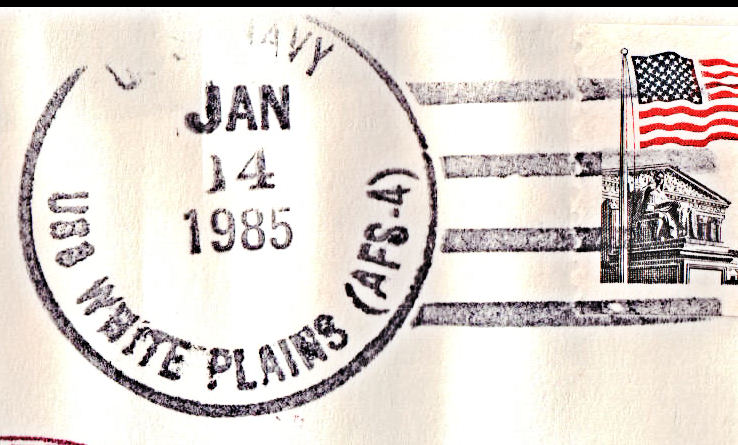 U.S. NAVY
JAN
14
1985
USS WHITE PLAINS (AFS-4)